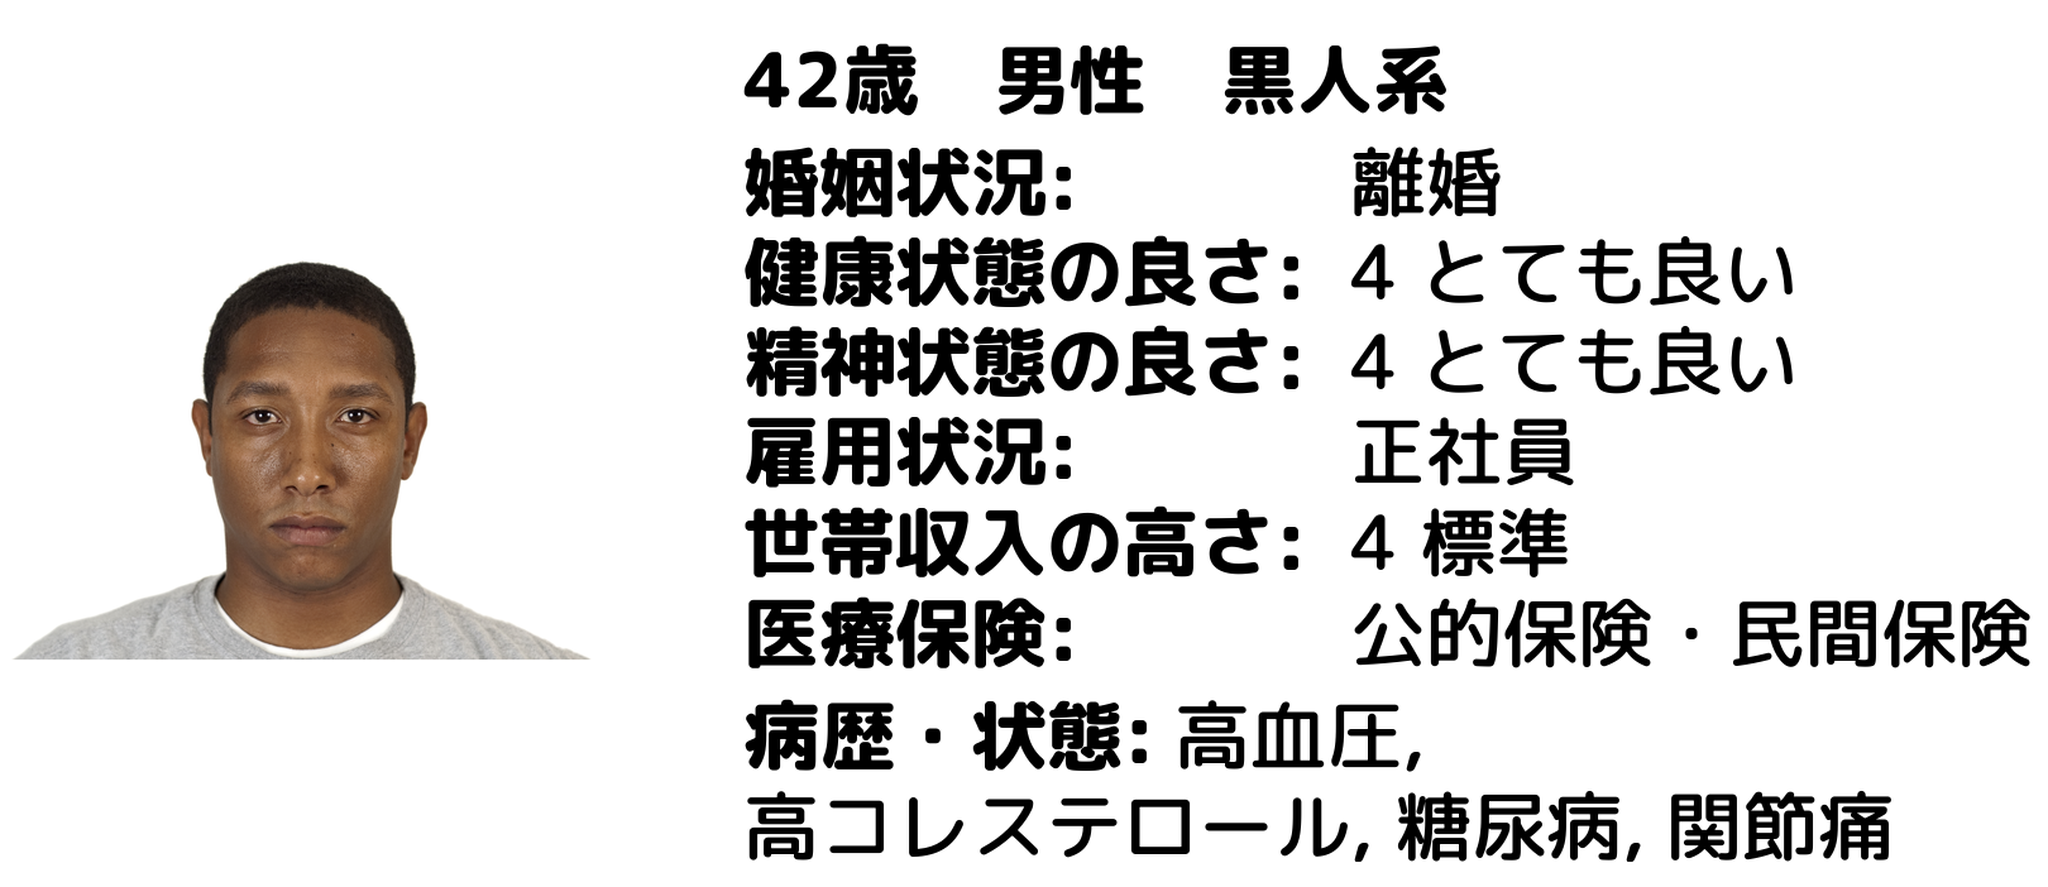 42歳　男性　黒人系
婚姻状況: 離婚
健康状態の良さ: 4 とても良い
精神状態の良さ: 4 とても良い
雇用状況: 正社員
世帯収入の高さ: 4 標準
医療保険: 公的保険・民間保険
病歴・状態: 高血圧,
高コレステロール, 糖尿病, 関節痛